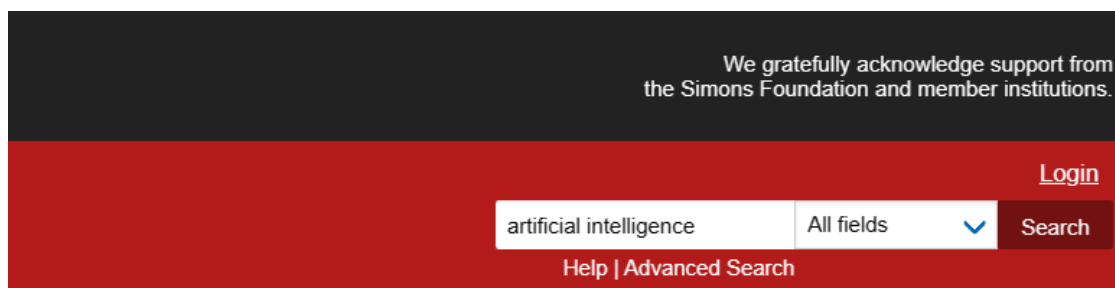 We gratefully acknowledge support from
the Simons Foundation and member institutions.
Login
artificial intelligence All fields Search
Help | Advanced Search